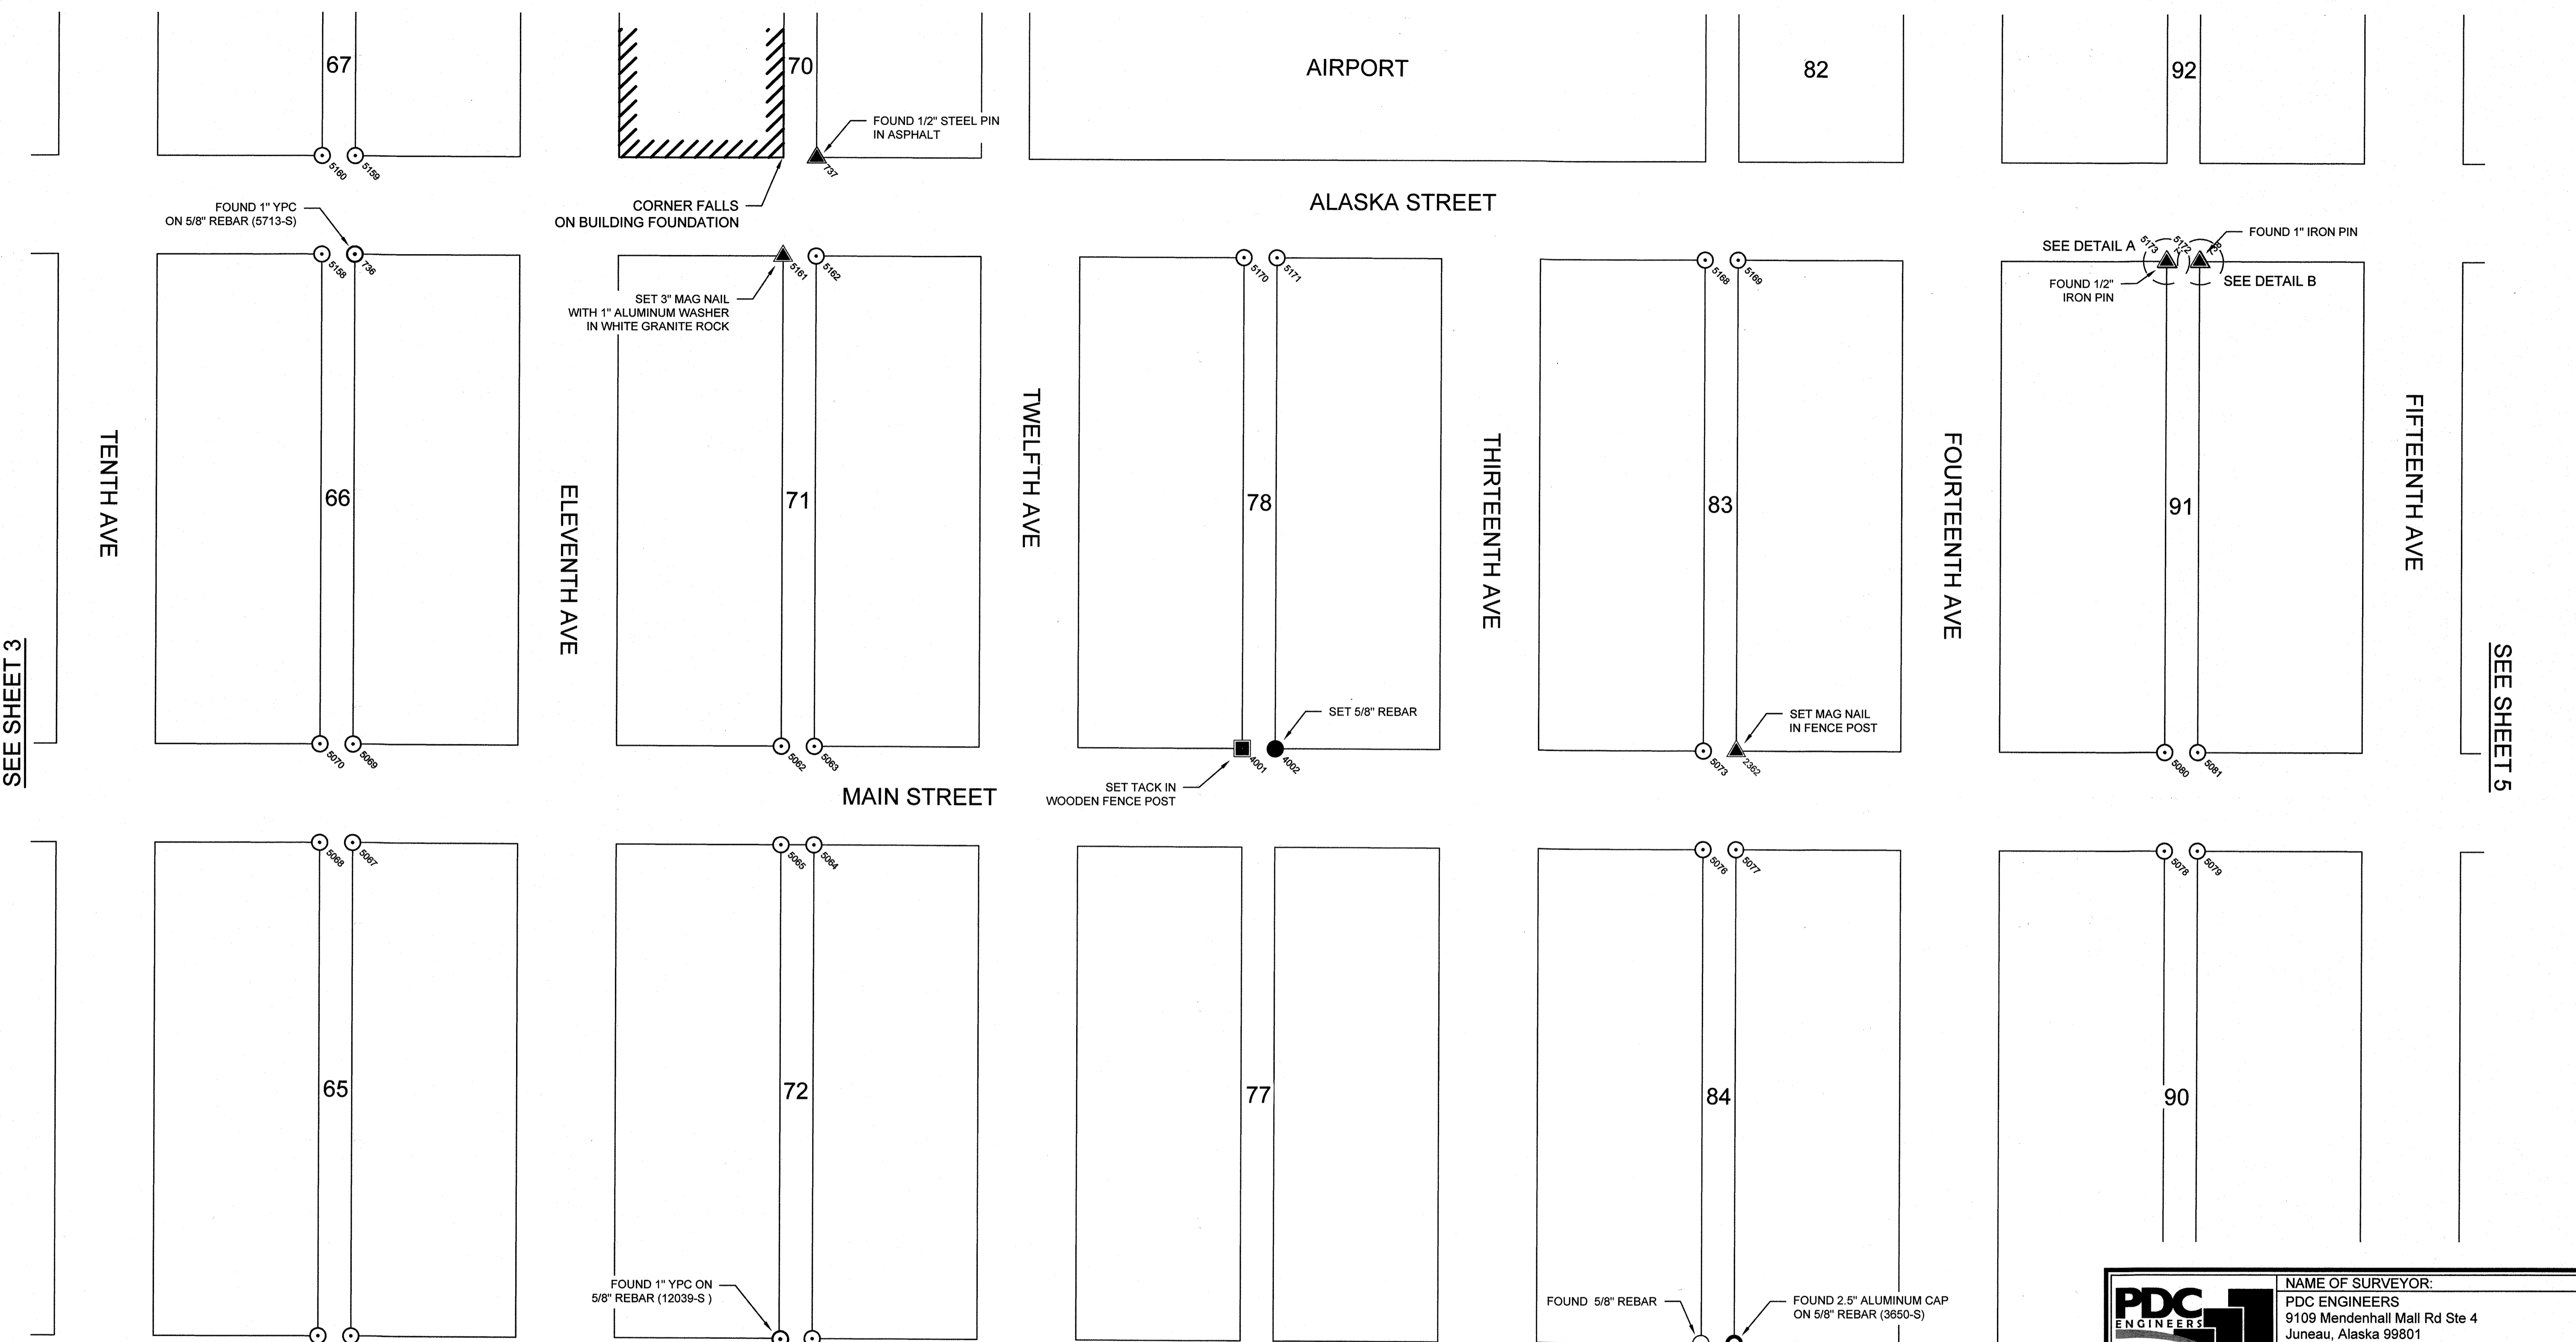 67
70
AIRPORT
82
92
FOUND 1/2" STEEL PIN
IN ASPHALT
5160
5159
737
FOUND 1" YPC
ON 5/8" REBAR (5713-S)
CORNER FALLS
ON BUILDING FOUNDATION
ALASKA STREET
SEE DETAIL A
5173
5172
FOUND 1" IRON PIN
5158
736
5161
5162
5170
5171
5168
5169
FOUND 1/2"
IRON PIN
SEE DETAIL B
SET 3" MAG NAIL
WITH 1" ALUMINUM WASHER
IN WHITE GRANITE ROCK
TENTH AVE
66
ELEVENTH AVE
71
TWELFTH AVE
78
THIRTEENTH AVE
83
FOURTEENTH AVE
91
FIFTEENTH AVE
SEE SHEET 3
SEE SHEET 5
SET 5/8" REBAR
SET MAG NAIL
IN FENCE POST
5070
5069
5062
5063
4001
4002
5073
2362
5080
5081
SET TACK IN
WOODEN FENCE POST
MAIN STREET
5068
5067
5065
5064
5076
5077
5078
5079
65
72
77
84
90
FOUND 1" YPC ON
5/8" REBAR (12039-S )
FOUND 5/8" REBAR
FOUND 2.5" ALUMINUM CAP
ON 5/8" REBAR (3650-S)
PDC
ENGINEERS
NAME OF SURVEYOR:
PDC ENGINEERS
9109 Mendenhall Mall Rd Ste 4
Juneau, Alaska 99801